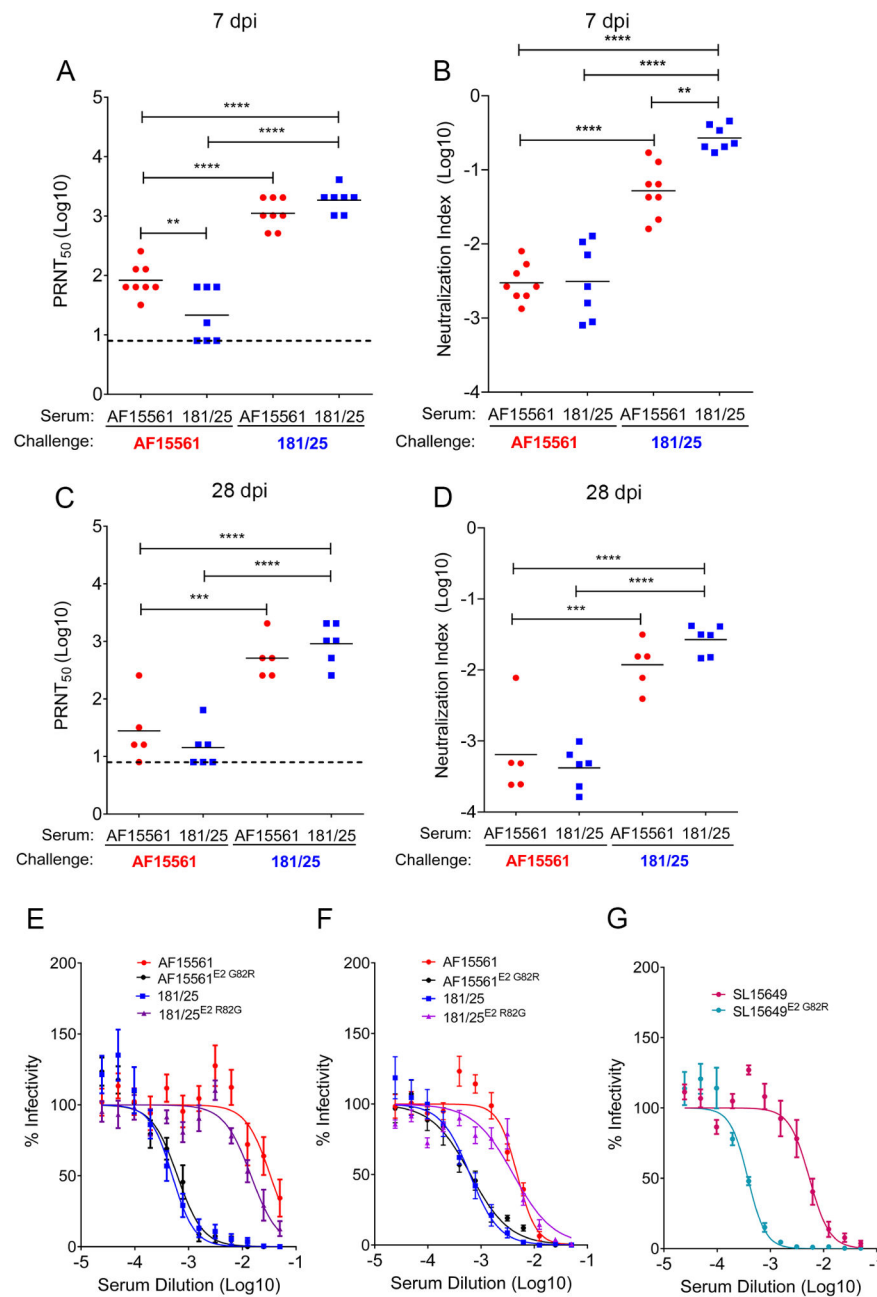 7 dpi
7 dpi
A
B
PRNT50 (Log10)
5
4
3
2
1
0
****
****
****
**
Neutralization Index (Log10)
-0
-1
-2
-3
-4
****
****
**
****
Serum: AF15561 181/25 AF15561 181/25
Challenge: AF15561 181/25
Serum: AF15561 181/25 AF15561 181/25
Challenge: AF15561 181/25
28 dpi
28 dpi
C
D
PRNT50 (Log10)
5
4
3
2
1
0
****
****
***
Neutralization Index (Log10)
-0
-1
-2
-3
-4
****
****
***
Serum: AF15561 181/25 AF15561 181/25
Challenge: AF15561 181/25
Serum: AF15561 181/25 AF15561 181/25
Challenge: AF15561 181/25
E
F
G
AF15561
AF15561E2 G82R
181/25
181/25E2 R82G
% Infectivity
200
150
100
50
0
-5 -4 -3 -2 -1
Serum Dilution (Log10)
AF15561
AF15561E2 G82R
181/25
181/25E2 R82G
% Infectivity
200
150
100
50
0
-5 -4 -3 -2 -1
Serum Dilution (Log10)
SL15649
SL15649E2 G82R
% Infectivity
200
150
100
50
0
-5 -4 -3 -2 -1
Serum Dilution (Log10)